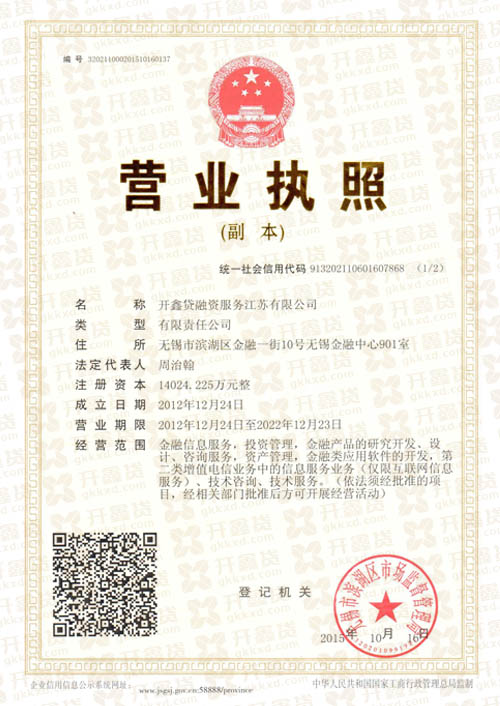 编 号 320211000201510160137
营业执照
(副 本)
统一社会信用代码 913202110601607868 (1/2)
名 称 开鑫贷融资服务江苏有限公司
类 型 有限责任公司
住 所 无锡市滨湖区金融一街10号无锡金融中心901室
法定代表人 周治翰
注 册 资 本 14024.225万元整
成 立 日 期 2012年12月24日
营 业 期 限 2012年12月24日至2022年12月23日
经 营 范 围 金融信息服务，投资管理，金融产品的研究开发、设
计、咨询服务，资产管理，金融类应用软件的开发，第
二类增值电信业务中的信息服务业务（仅限互联网信息
服务）、技术咨询、技术服务。（依法须经批准的项
目，经相关部门批准后方可开展经营活动）
登 记 机 关
无锡市滨湖区市场监督管理局
2015年 10月 16日
企业信用信息公示系统网址：
www.jsgsj.gov.cn:58888/province
中华人民共和国国家工商行政管理总局监制
开鑫贷
gkkxd.com